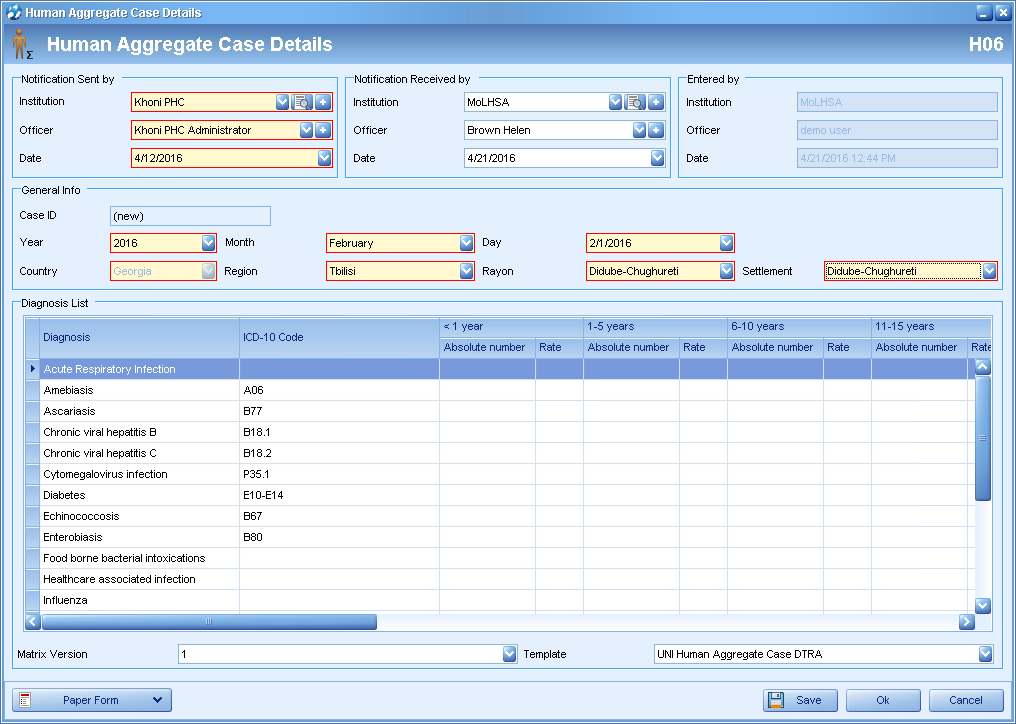 Human Aggregate Case Details
Human Aggregate Case Details H06
Notification Sent by Notification Received by Entered by
Institution Khoni PHC Institution MoLHSA Institution MoLHSA
Officer Khoni PHC Administrator Officer Brown Helen Officer demo user
Date 4/12/2016 Date 4/21/2016 Date 4/21/2016 12:44 PM
General Info
Case ID (new)
Year 2016 Month February Day 2/1/2016
Country Georgia Region Tbilisi Rayon Didube-Chughureti Settlement Didube-Chughureti
Diagnosis List
Diagnosis ICD-10 Code < 1 year 1-5 years 6-10 years 11-15 years
Absolute number Rate Absolute number Rate Absolute number Rate Absolute number Rate
Acute Respiratory Infection
Amebiasis A06
Ascariasis B77
Chronic viral hepatitis B B18.1
Chronic viral hepatitis C B18.2
Cytomegalovirus infection P35.1
Diabetes E10-E14
Echinococcosis B67
Enterobiasis B80
Food borne bacterial intoxications
Healthcare associated infection
Influenza
Matrix Version 1 Template UNI Human Aggregate Case DTRA
Paper Form Save Ok Cancel